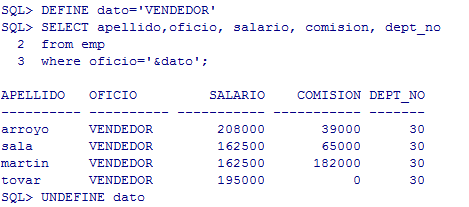 SQL> DEFINE dato='VENDEDOR'
SQL> SELECT apellido,oficio, salario, comision, dept_no
  2  from emp
  3  where oficio='&dato';
APELLIDO   OFICIO         SALARIO    COMISION DEPT_NO
---------- ---------- ----------- ----------- -------
arroyo     VENDEDOR        208000       39000      30
sala       VENDEDOR        162500       65000      30
martin     VENDEDOR        162500      182000      30
tovar      VENDEDOR        195000           0      30
SQL> UNDEFINE dato